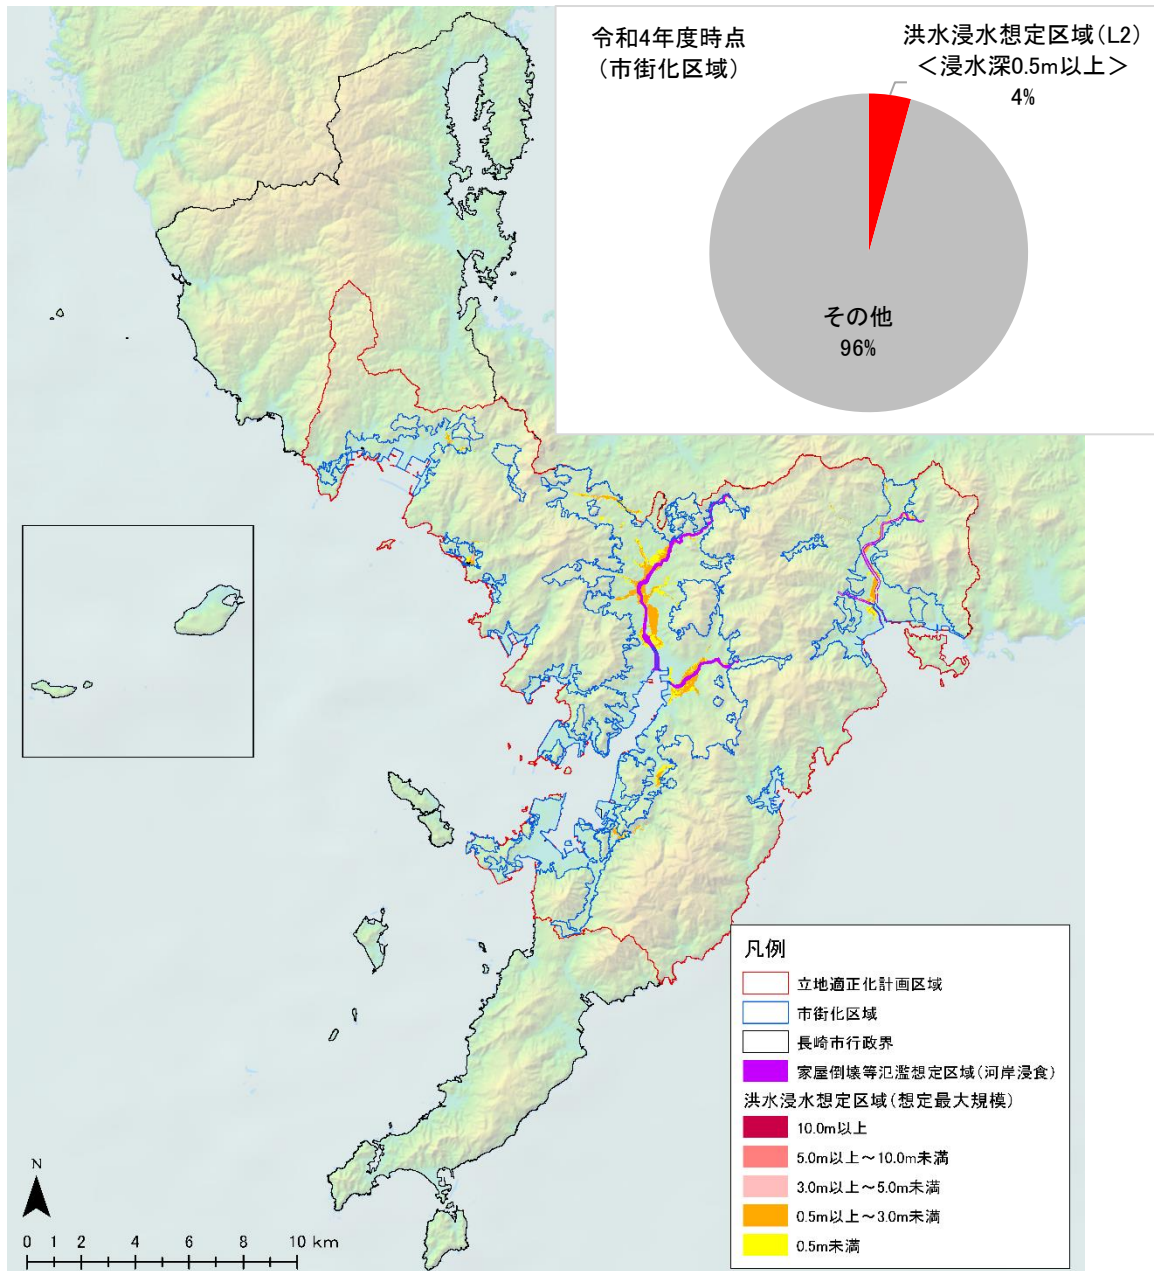 令和4年度時点
(市街化区域)
洪水浸水想定区域(L2)
＜浸水深0.5m以上＞
4%
その他
96%
凡例
立地適正化計画区域
市街化区域
長崎市行政界
家屋倒壊等氾濫想定区域(河岸浸食)
洪水浸水想定区域(想定最大規模)
10.0m以上
5.0m以上～10.0m未満
3.0m以上～5.0m未満
0.5m以上～3.0m未満
0.5m未満
N
0 2 4 6 8 10 km